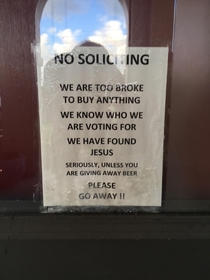 NO SOLICITING
WE ARE TOO BROKE
TO BUY ANYTHING
WE KNOW WHO WE
ARE VOTING FOR
WE HAVE FOUND
JESUS
SERIOUSLY, UNLESS YOU
ARE GIVING AWAY BEER
PLEASE
GO AWAY !!